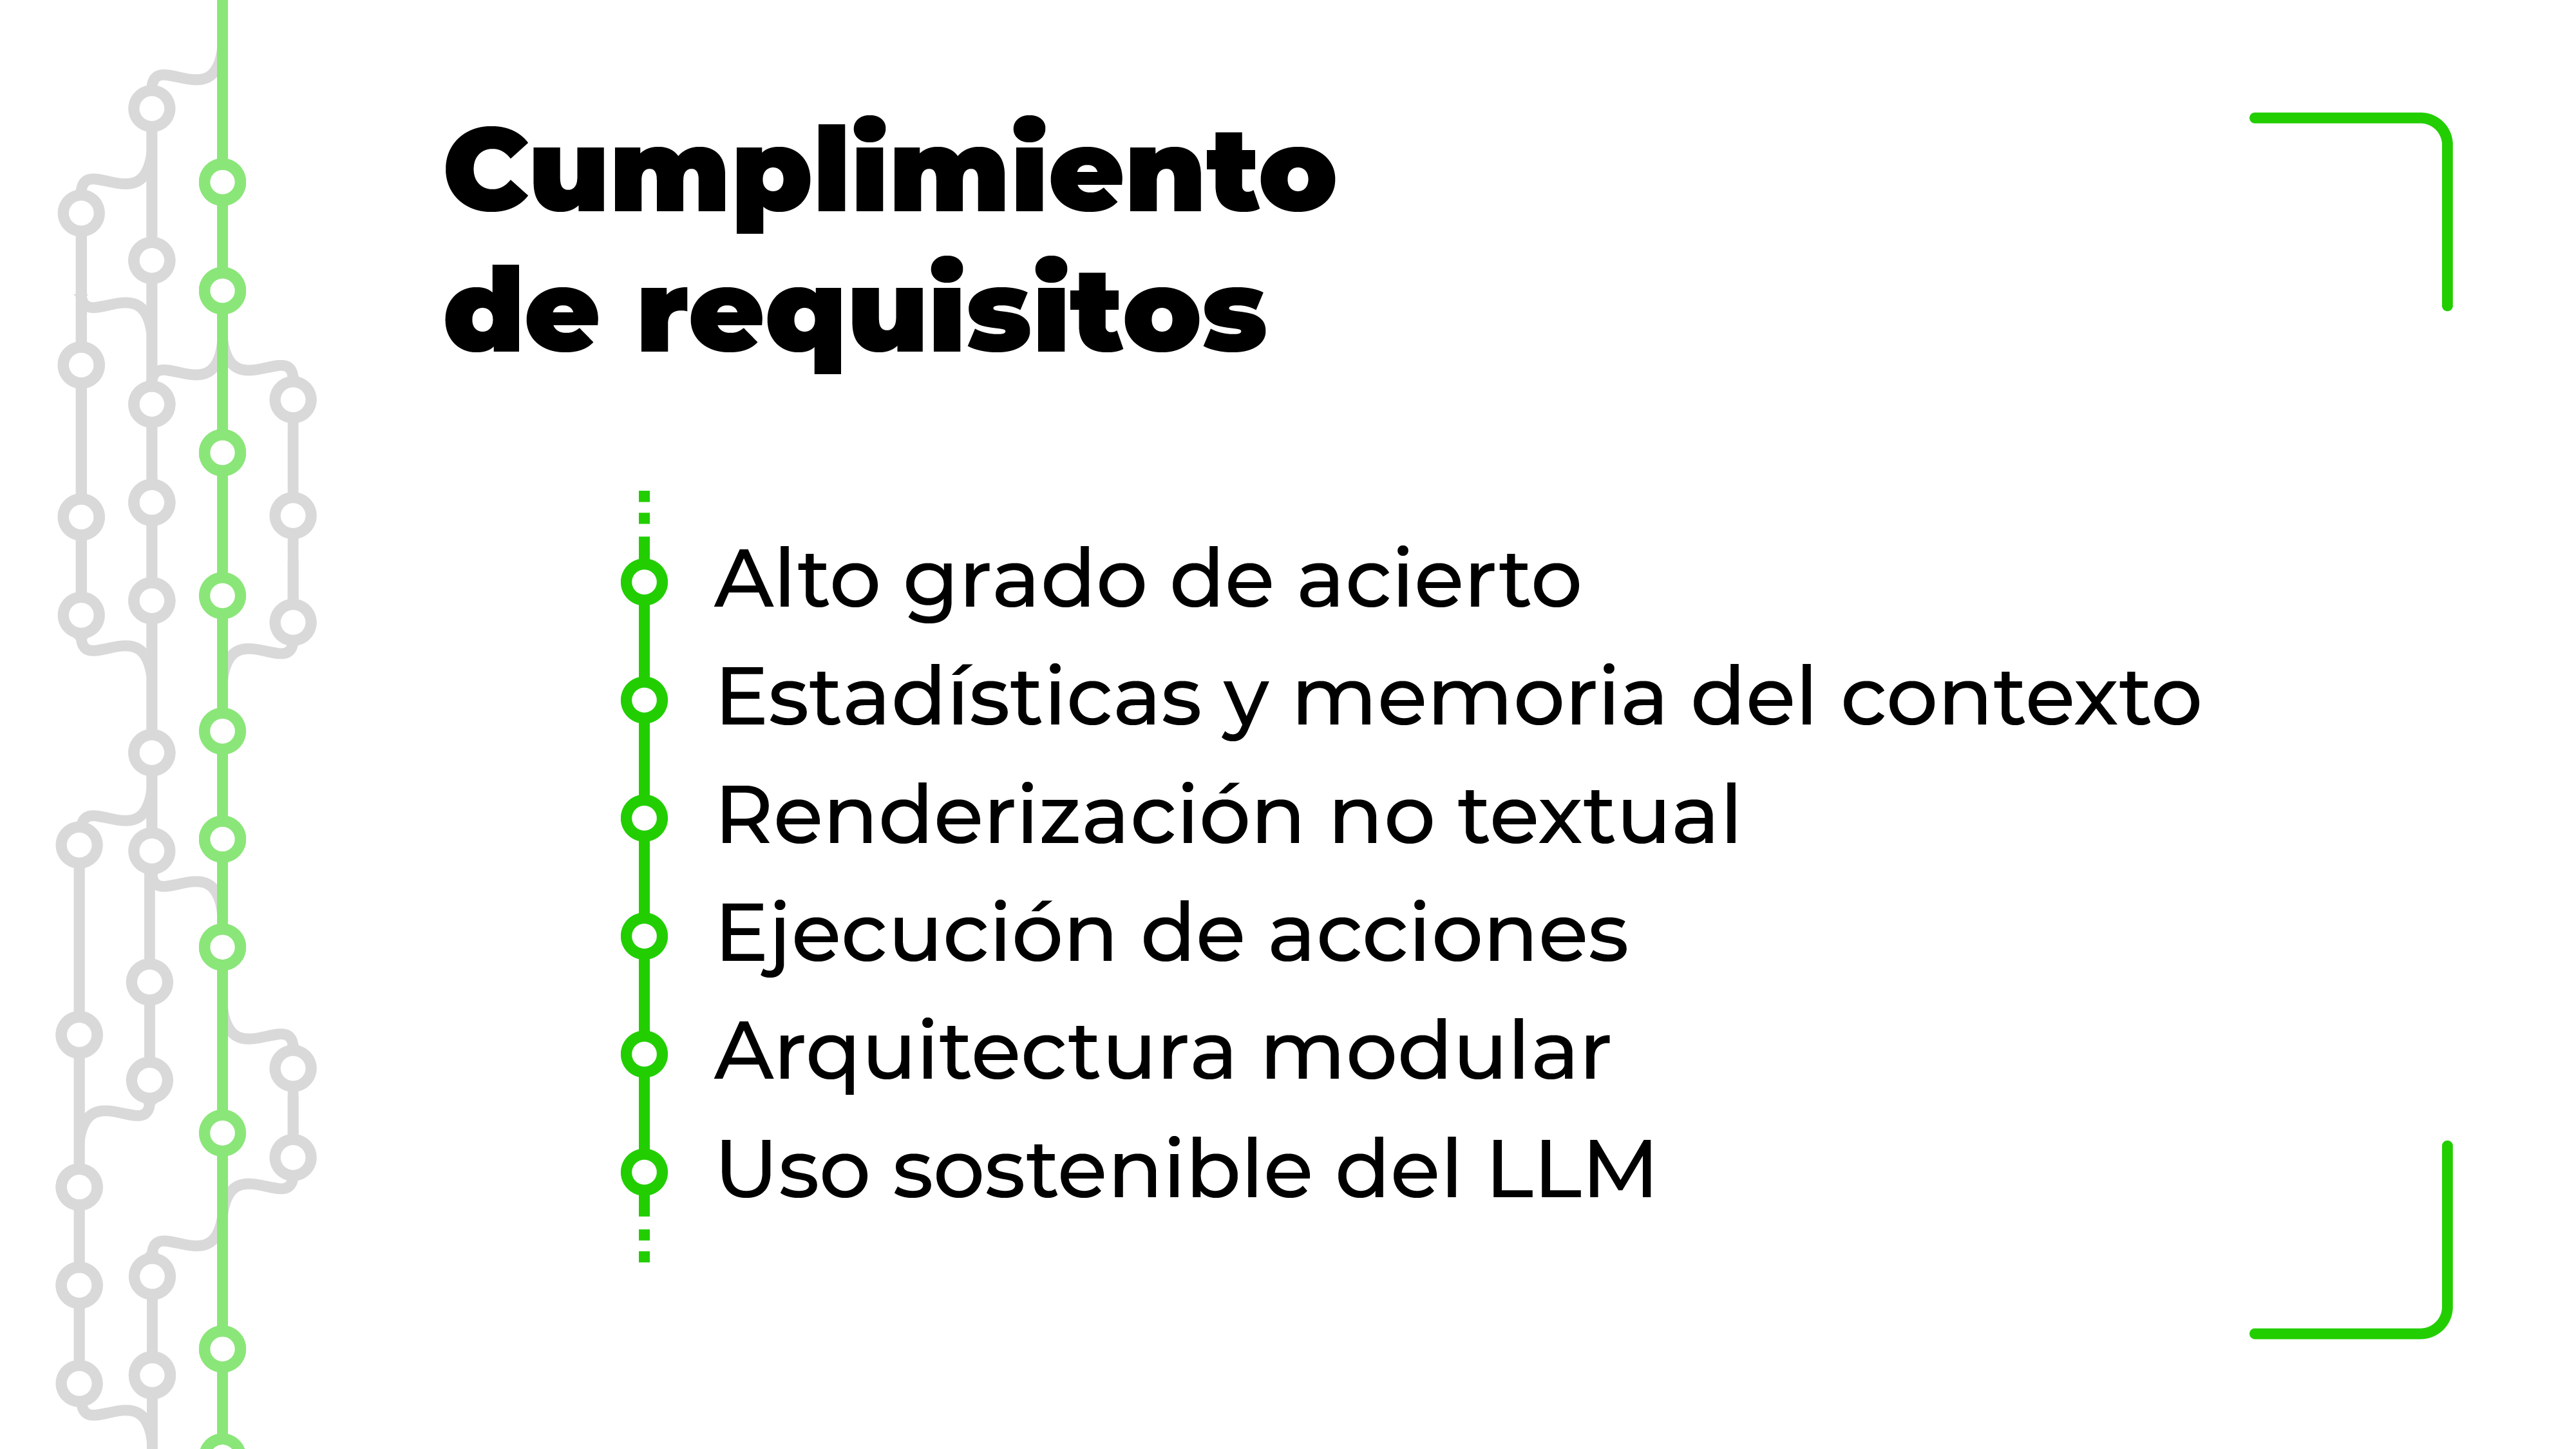 Cumplimiento
de requisitos
Alto grado de acierto
Estadísticas y memoria del contexto
Renderización no textual
Ejecución de acciones
Arquitectura modular
Uso sostenible del LLM